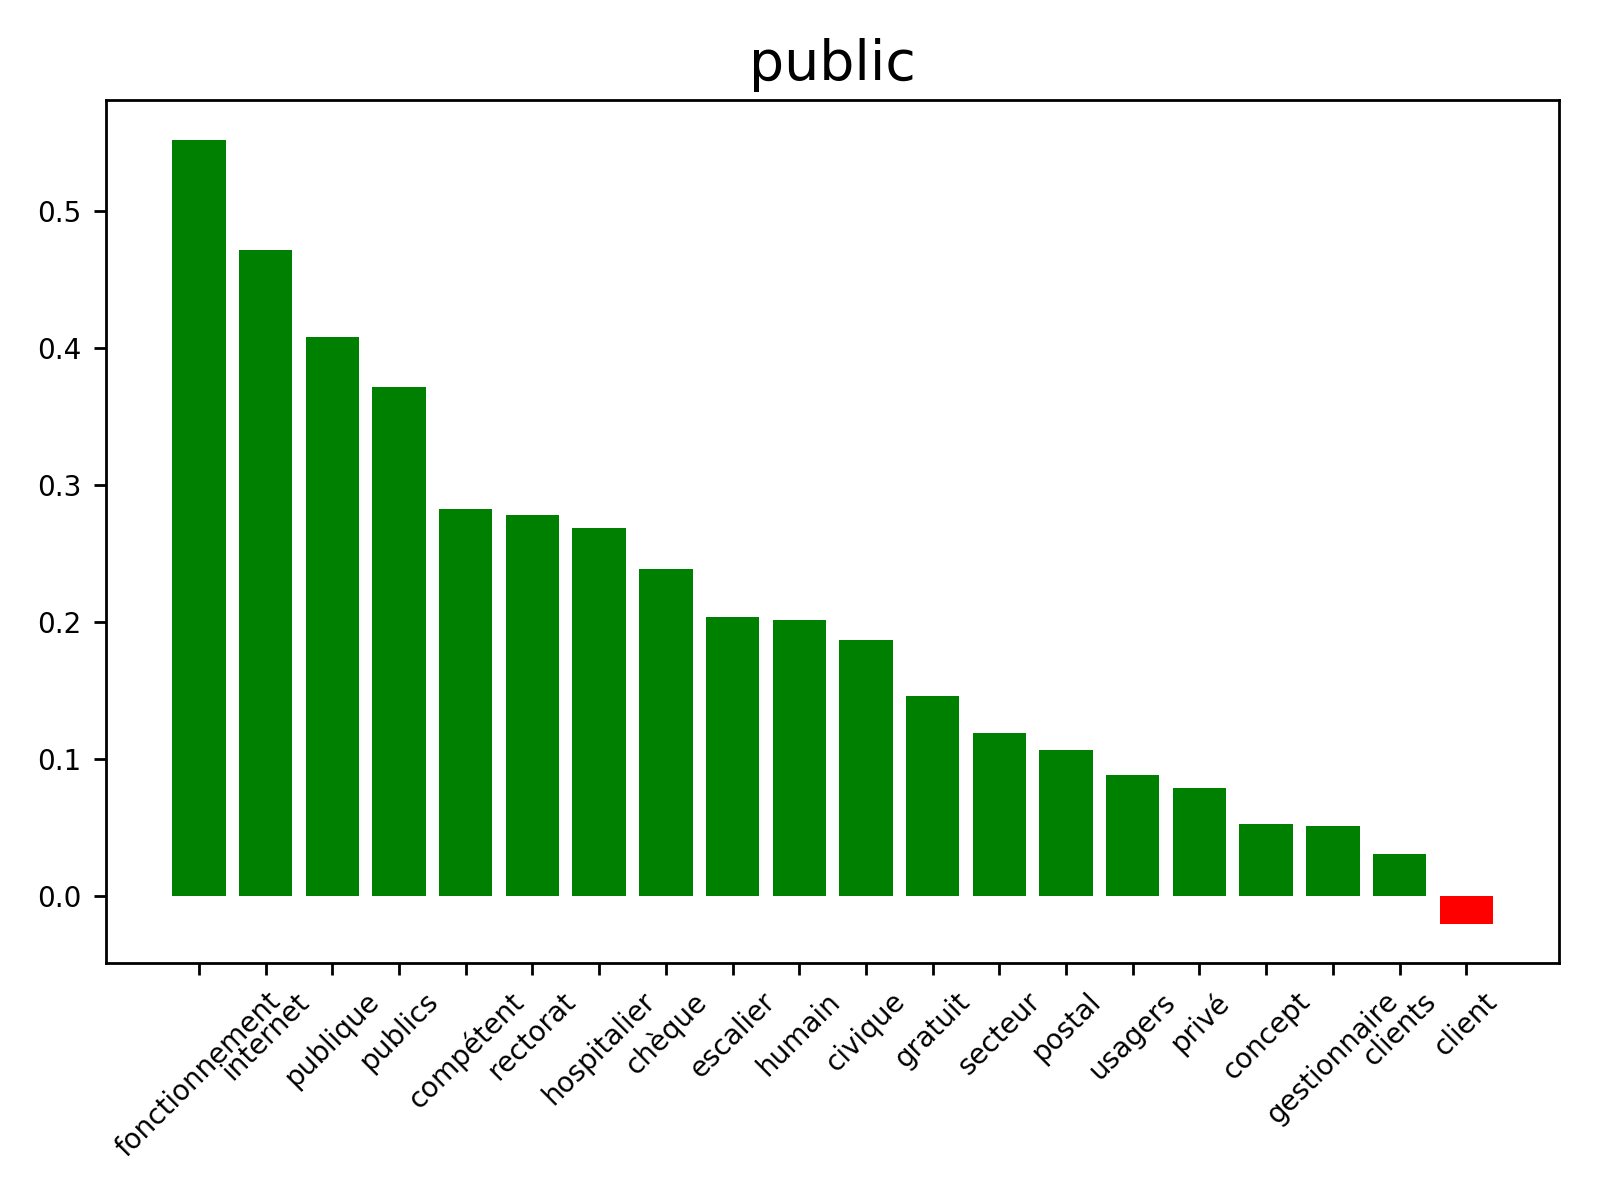 public
0.5
0.4
0.3
0.2
0.1
0.0
fonctionnement
internet
publique
publics
compétent
rectorat
hospitalier
chèque
escalier
humain
civique
gratuit
secteur
postal
usagers
privé
concept
gestionnaire
clients
client